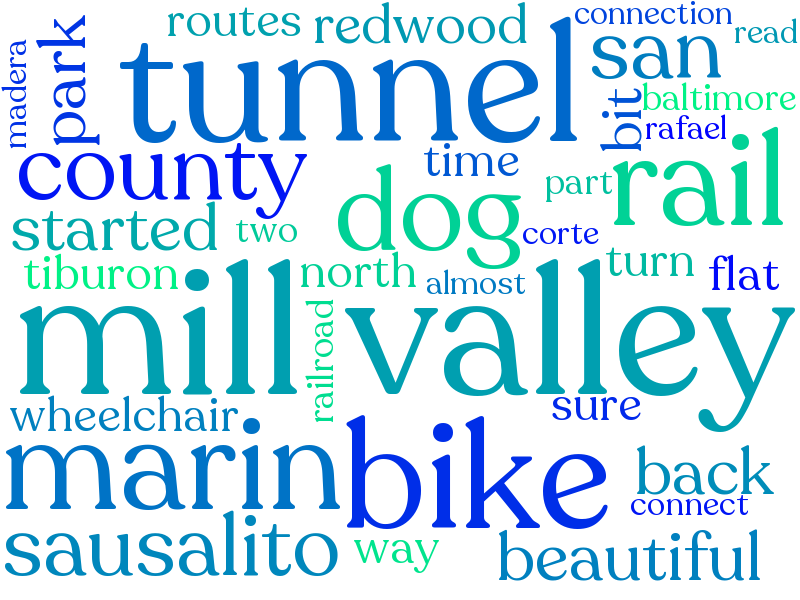 routes redwood connection
read
madera park tunnel san
bit baltimore
rafael
county time part rail
started two dog corte
tiburon north almost turn flat
mill valley
railroad
wheelchair sure
marin bike back
connect
sausalito way beautiful